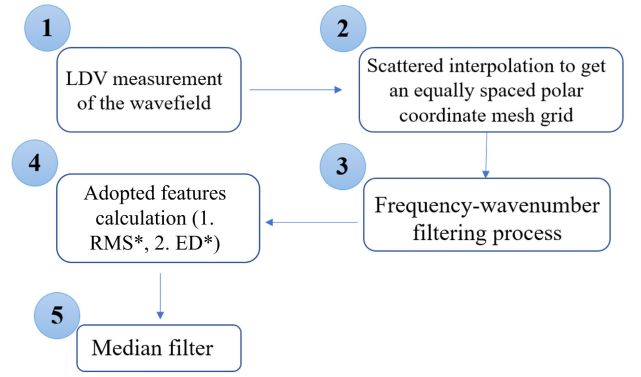 1
LDV measurement
of the wavefield
2
Scattered interpolation to get
an equally spaced polar
coordinate mesh grid
3
Frequency-wavenumber
filtering process
4
Adopted features
calculation (1.
RMS*, 2. ED*)
5
Median filter